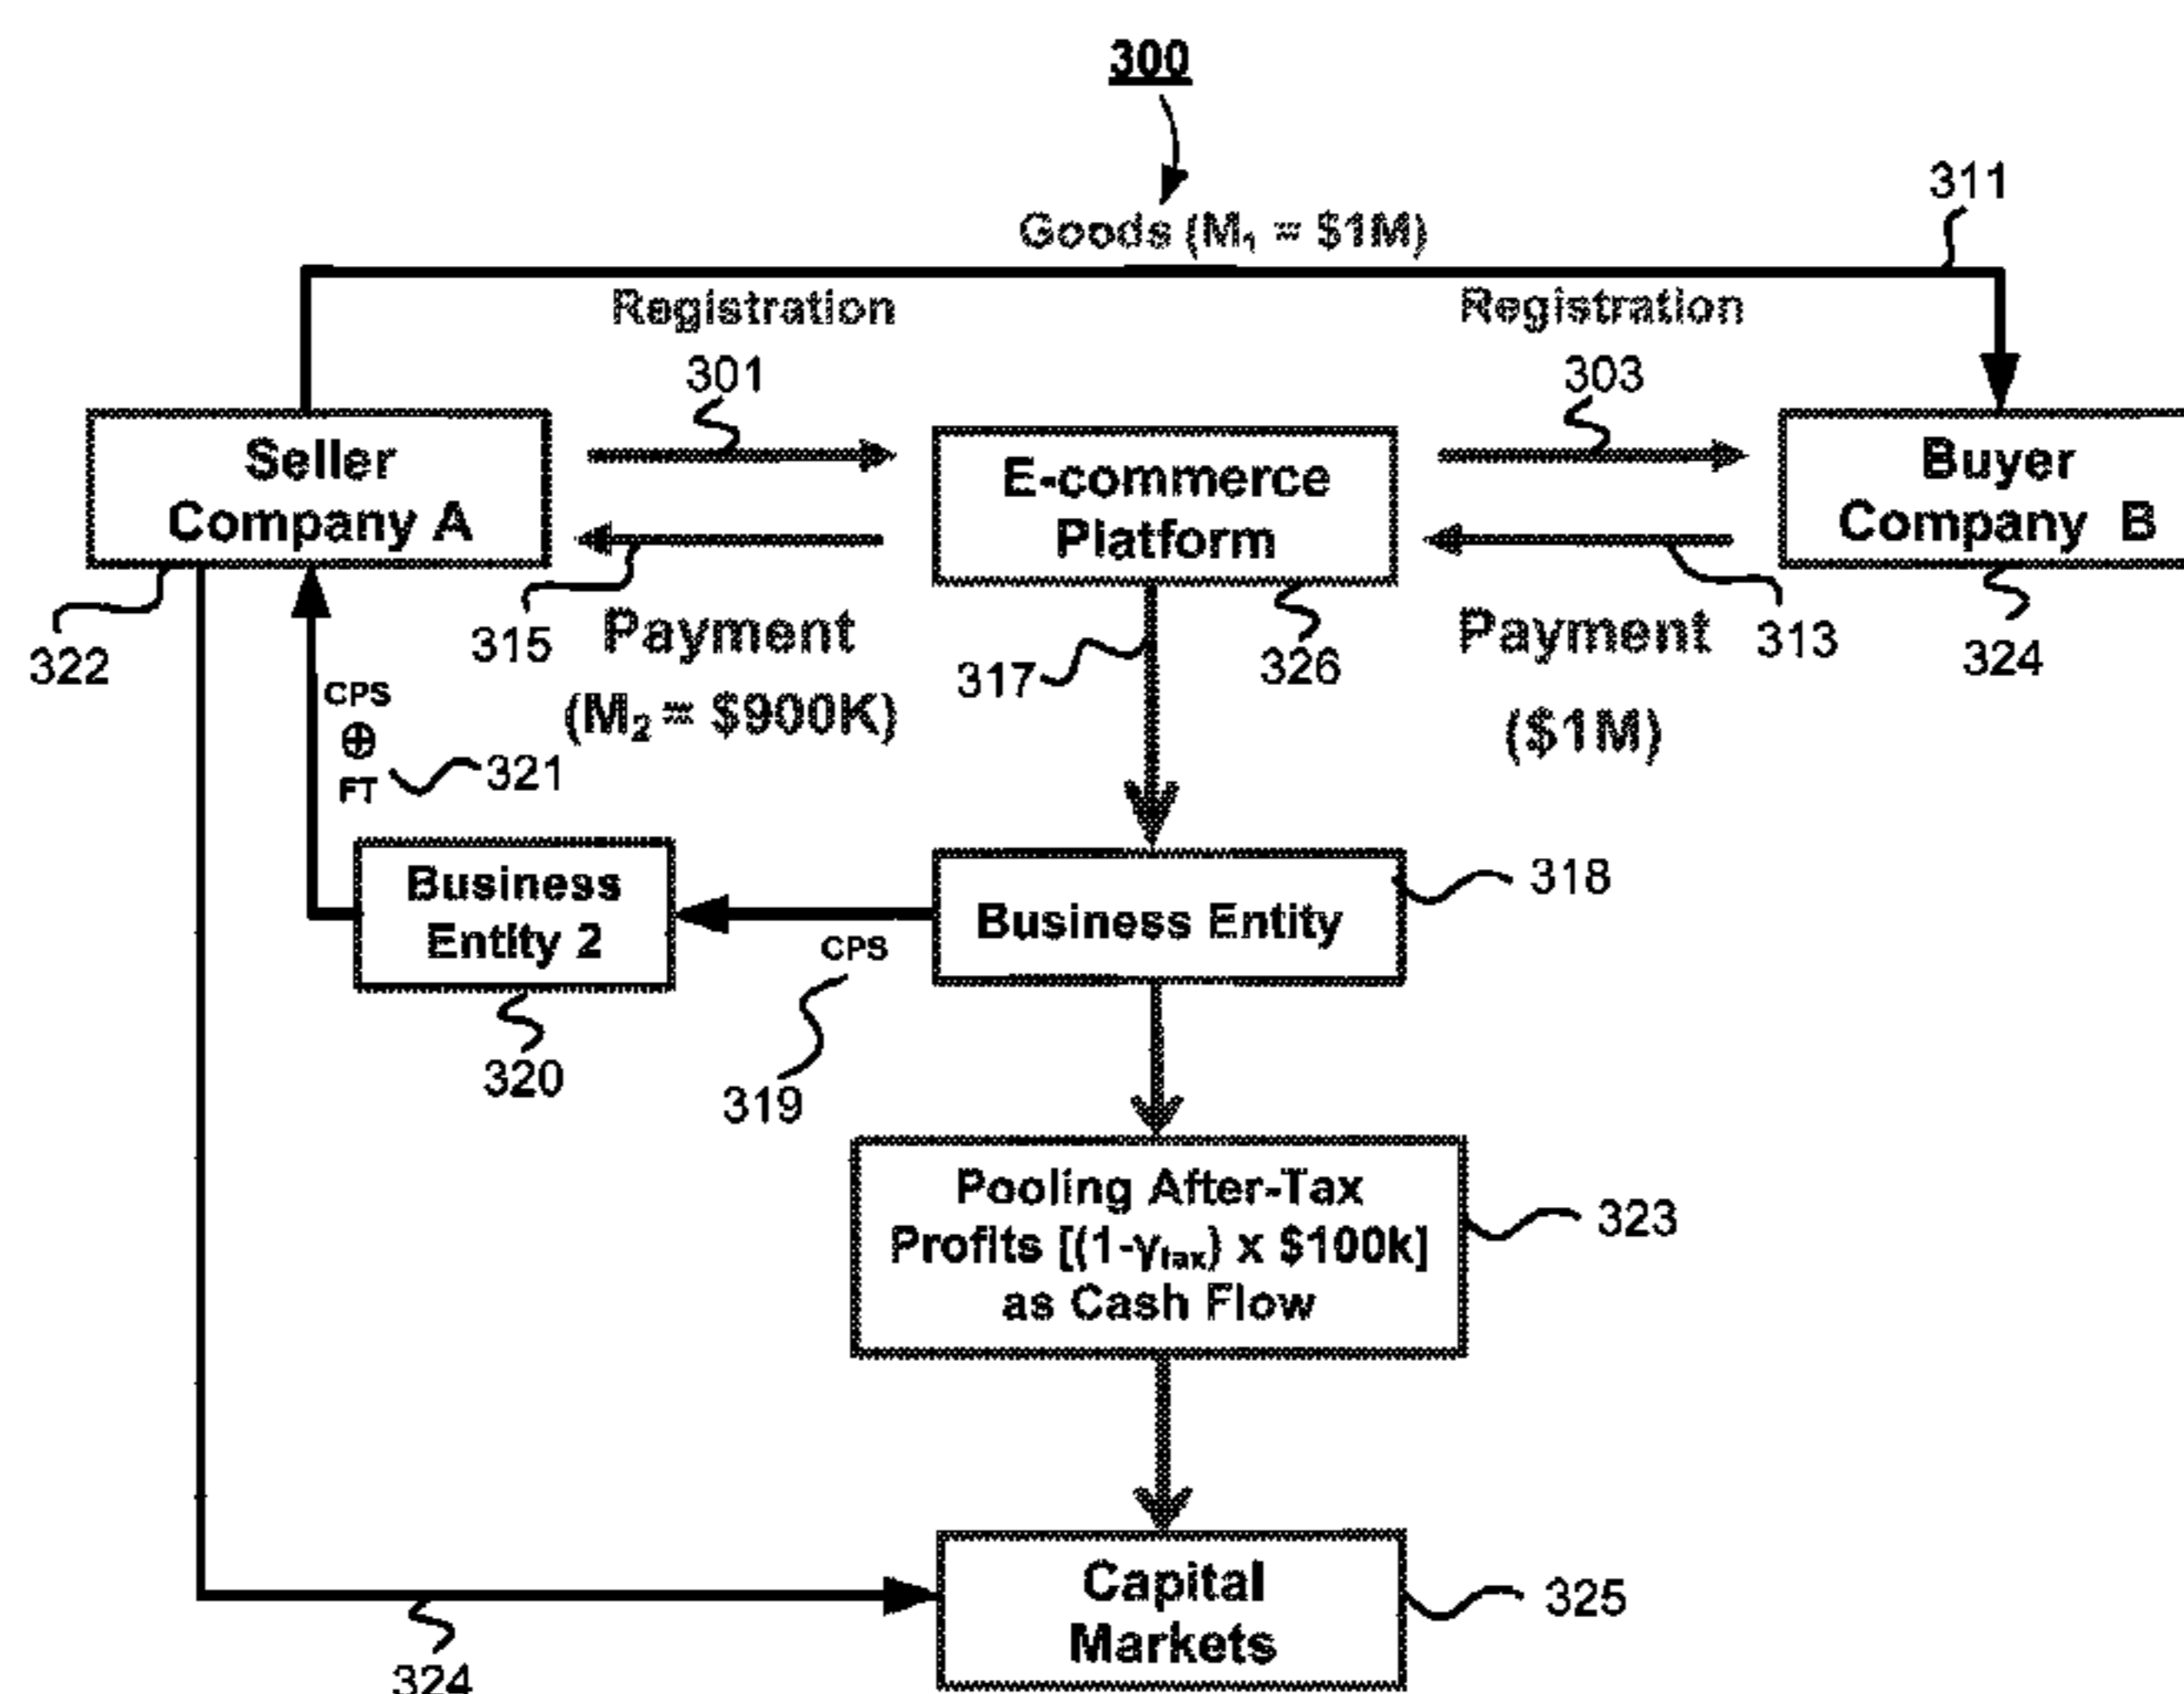 300
311
Goods (M₁ = $1M)
Registration
Registration
301
303
Seller
Company A
E-commerce
Platform
Buyer
Company B
322
315
Payment
(M₂ = $900K)
317
326
Payment
($1M)
313
324
CPS
⊕
FT
321
Business
Entity 2
Business Entity
318
CPS
320
319
Pooling After-Tax
Profits [(1-γtax) x $100k]
as Cash Flow
323
Capital
Markets
325
324